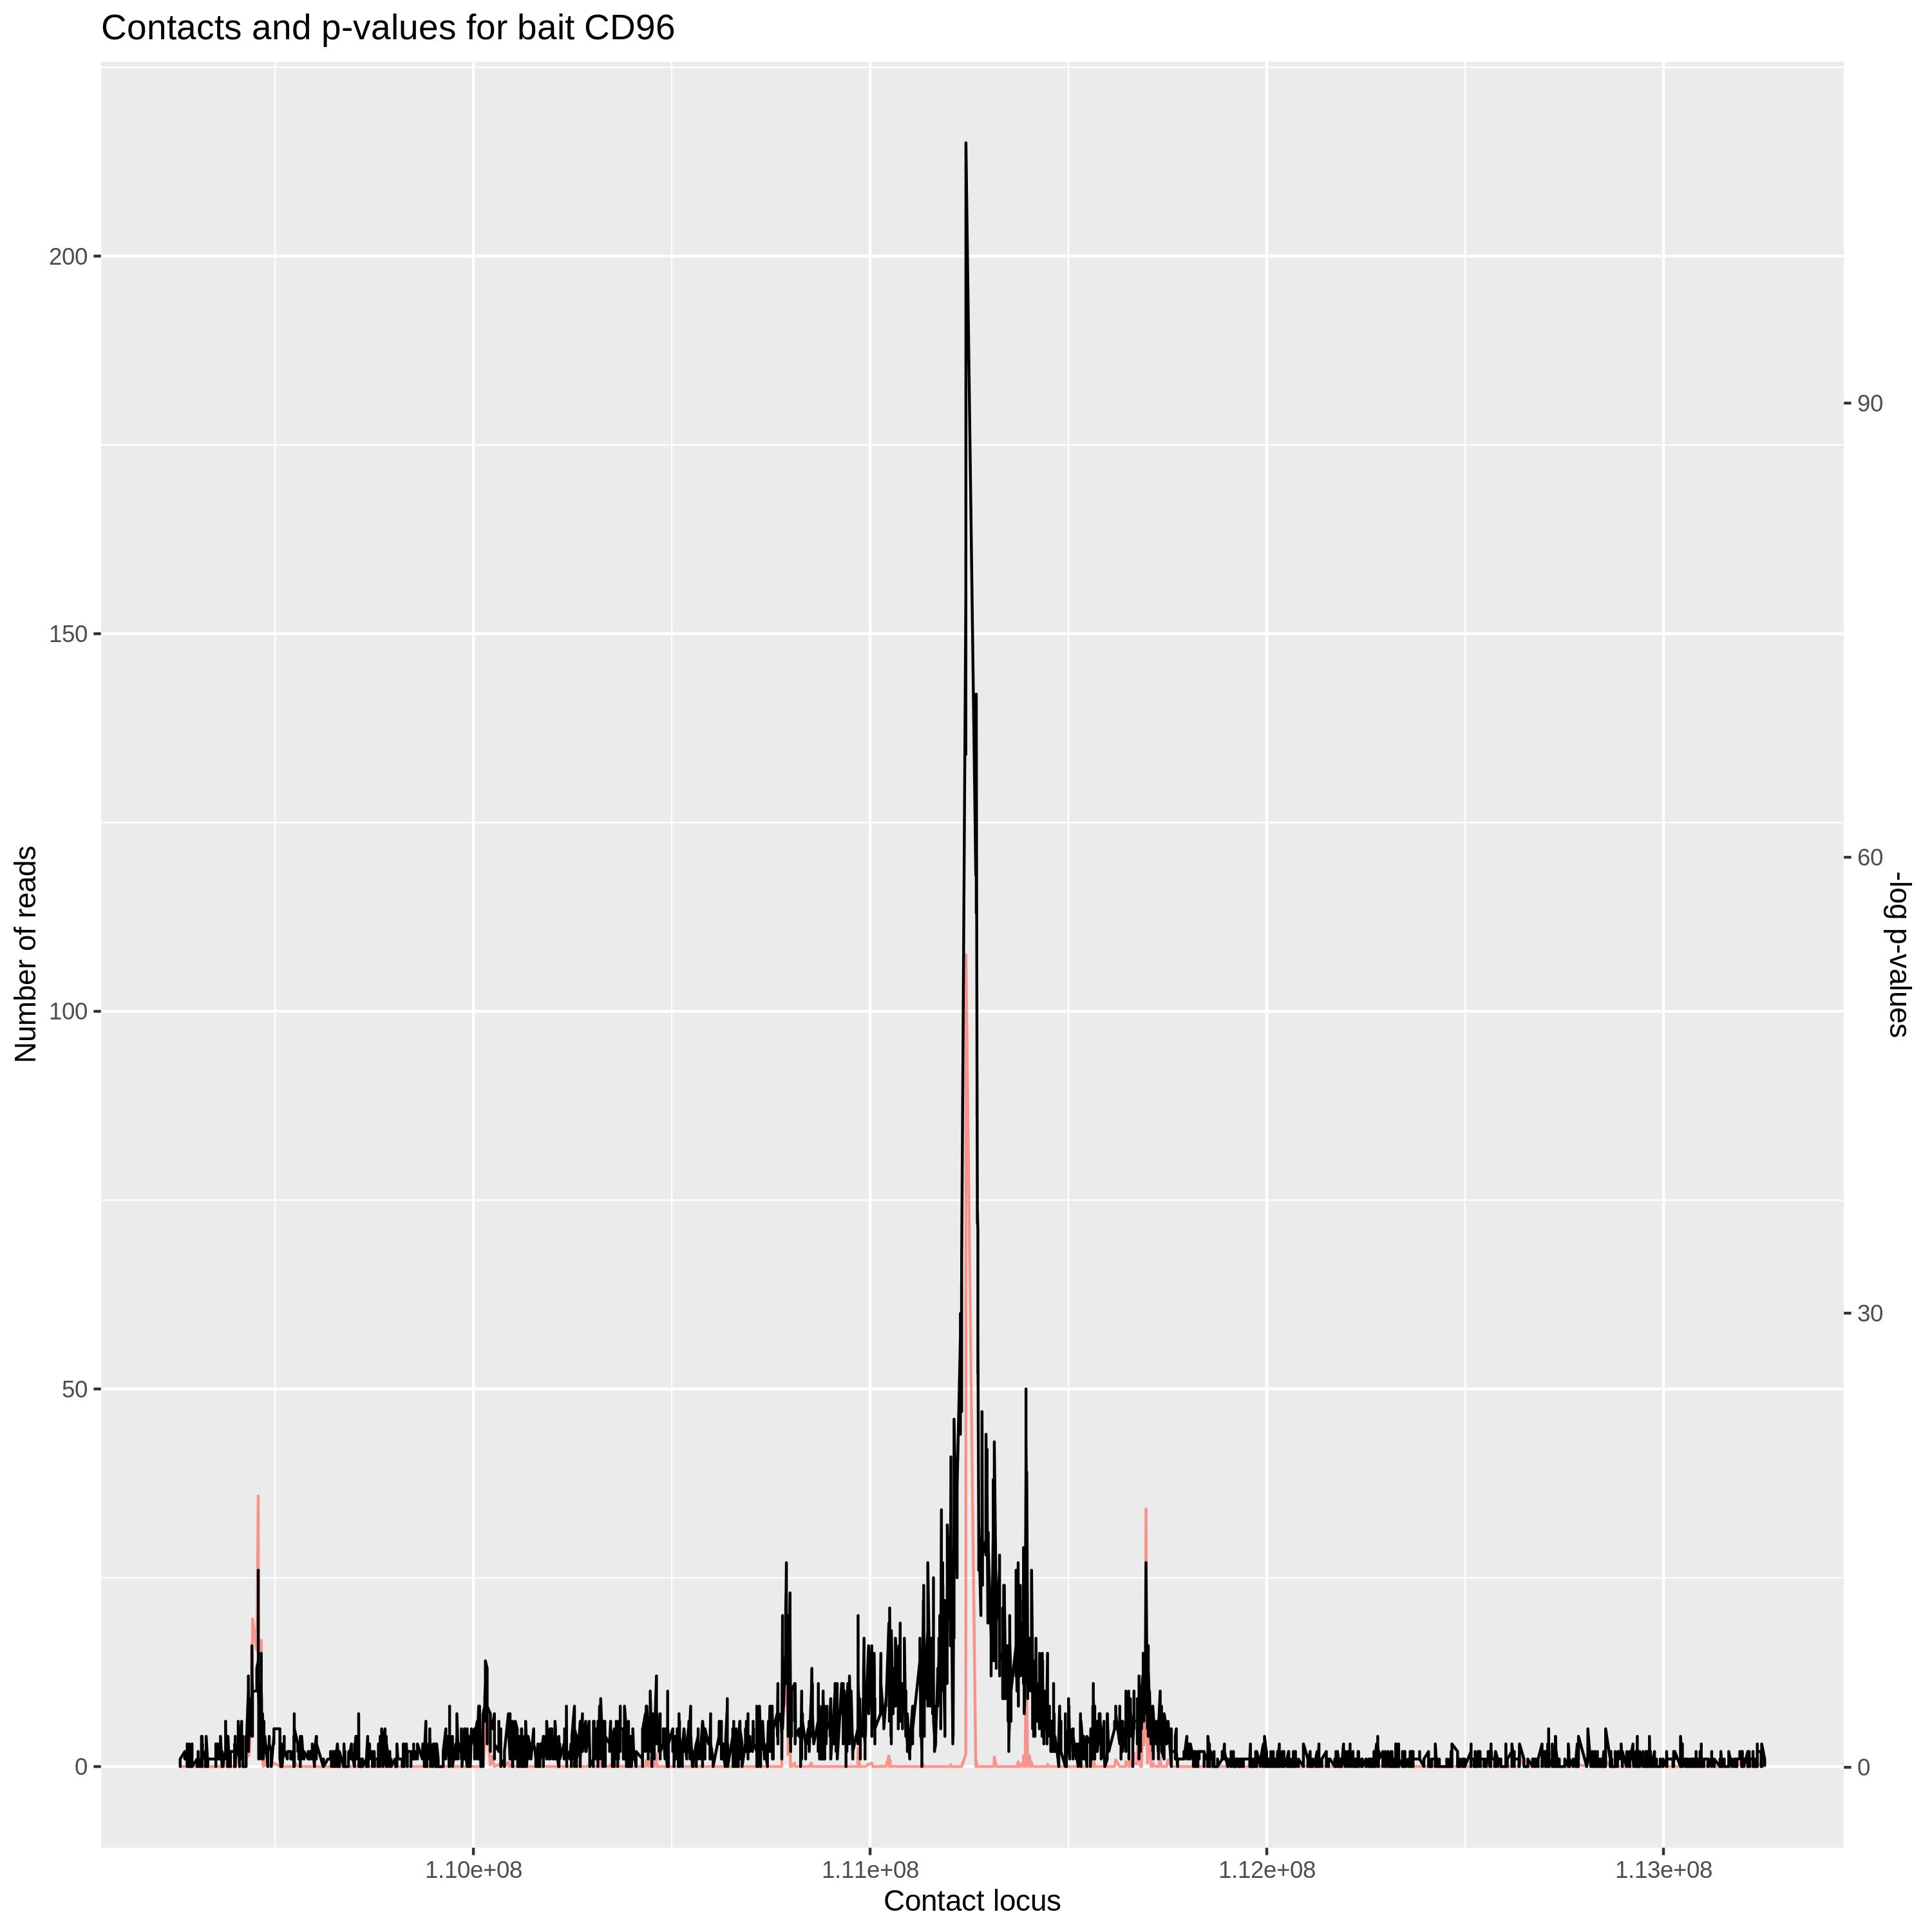 Contacts and p-values for bait CD96
Number of reads
200
150
100
50
0
90
60
30
0
-log p-values
1.10e+08
1.11e+08
1.12e+08
1.13e+08
Contact locus